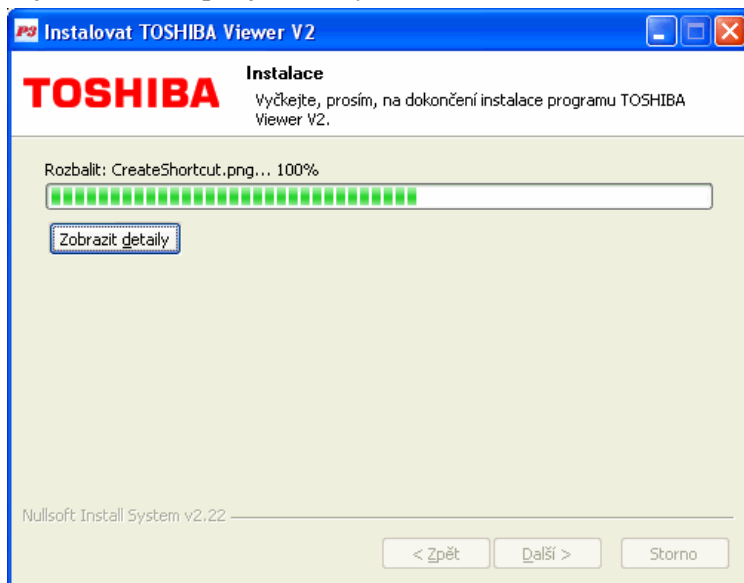 P3 Instalovat TOSHIBA Viewer V2
TOSHIBA
Instalace
Vyčkejte, prosím, na dokončení instalace programu TOSHIBA
Viewer V2.
Rozbalit: CreateShortcut.png... 100%
Zobrazit detaily
Nullsoft Install System v2.22
< Zpět
Další >
Storno